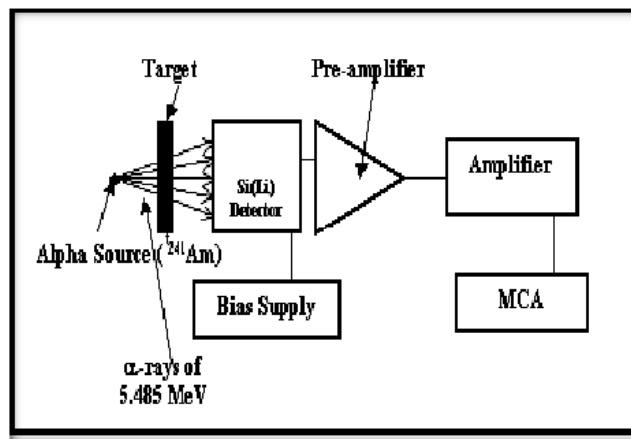 Target
Pre-amplifier
Si(Li)
Detector
Amplifier
Alpha Source ( ²⁴¹Am)
Bias Supply
MCA
α-rays of
5.485 MeV